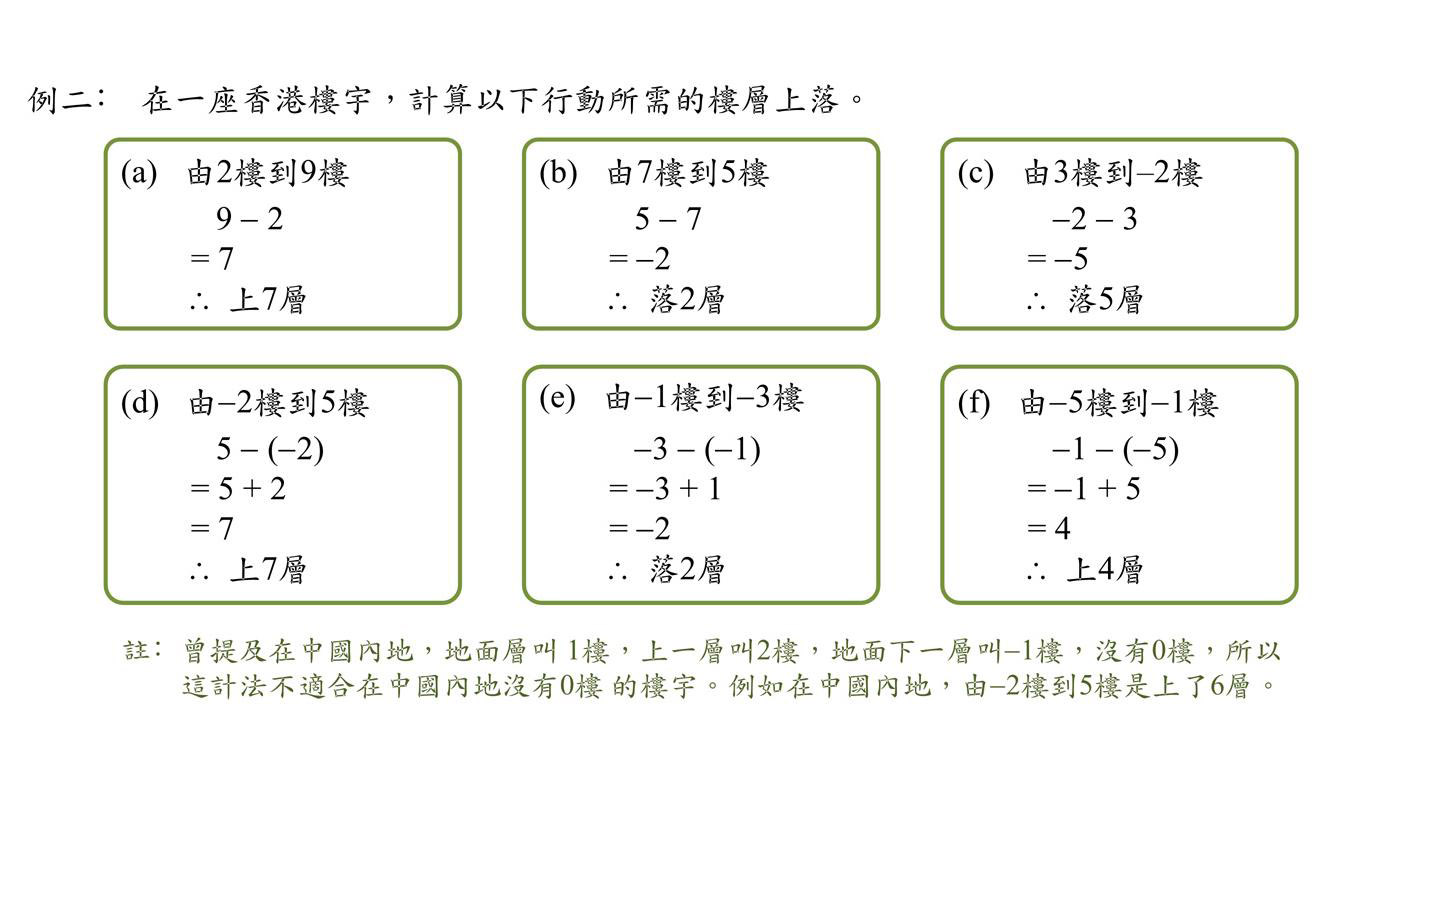 例二： 在一座香港樓宇，計算以下行動所需的樓層上落。
(a) 由2樓到9樓
9 – 2
= 7
∴ 上7層
(b) 由7樓到5樓
5 – 7
= –2
∴ 落2層
(c) 由3樓到–2樓
–2 – 3
= –5
∴ 落5層
(d) 由–2樓到5樓
5 – (–2)
= 5 + 2
= 7
∴ 上7層
(e) 由–1樓到–3樓
–3 – (–1)
= –3 + 1
= –2
∴ 落2層
(f) 由–5樓到–1樓
–1 – (–5)
= –1 + 5
= 4
∴ 上4層
註： 曾提及在中國內地，地面層叫 1樓，上一層叫2樓，地面下一層叫–1樓，沒有0樓，所以
這計法不適合在中國內地沒有0樓 的樓宇。例如在中國內地，由–2樓到5樓是上了6層。